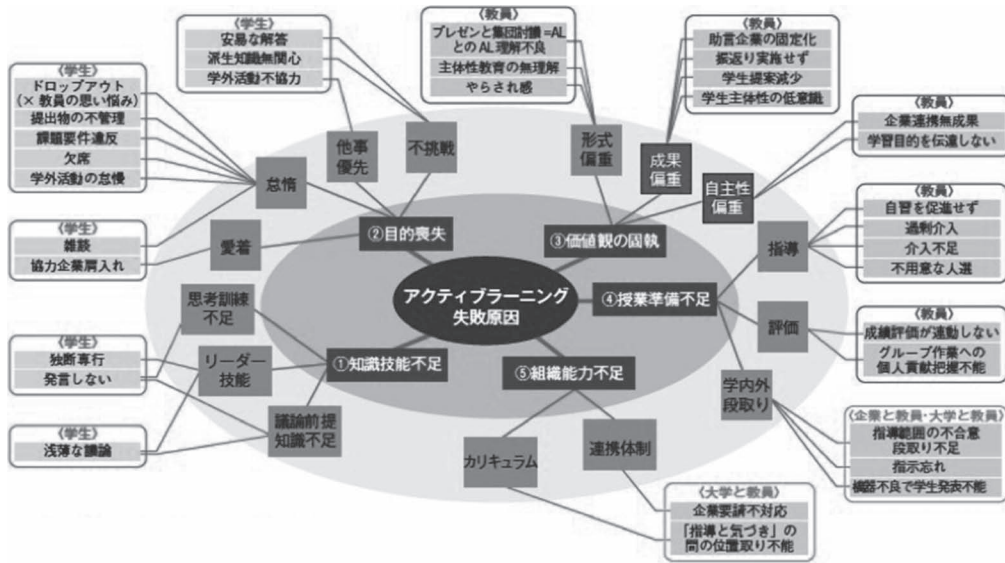 〈学生〉
安易な解答
派生知識無関心
学外活動不協力
〈教員〉
プレゼンと集団討議=AL
とのAL理解不良
主体性教育の無理解
やらされ感
〈教員〉
助言企業の固定化
振返り実施せず
学生提案減少
学生主体性の低意識
〈学生〉
ドロップアウト
(×教員の思い悩み)
提出物の不管理
課題要件違反
欠席
学外活動の怠慢
〈教員〉
企業連携無成果
学習目的を伝達しない
他事
優先
不挑戦
形式
偏重
成果
偏重
自主性
偏重
怠惰
〈教員〉
自習を促進せず
過剰介入
介入不足
不用意な人選
〈学生〉
雑談
協力企業肩入れ
愛着
②目的喪失
③価値観の固執
指導
アクティブラーニング
失敗原因
思考訓練
不足
④授業準備不足
評価
〈教員〉
成績評価が連動しない
グループ作業への
個人貢献把握不能
〈学生〉
独断専行
発言しない
リーダー
技能
①知識技能不足
⑤組織能力不足
学内外
段取り
〈学生〉
浅薄な議論
議論前提
知識不足
カリキュラム
連携体制
〈企業と教員・大学と教員〉
指導範囲の不合意
段取り不足
指示忘れ
機器不良で学生発表不能
〈大学と教員〉
企業要請不対応
「指導と気づき」の
間の位置取り不能